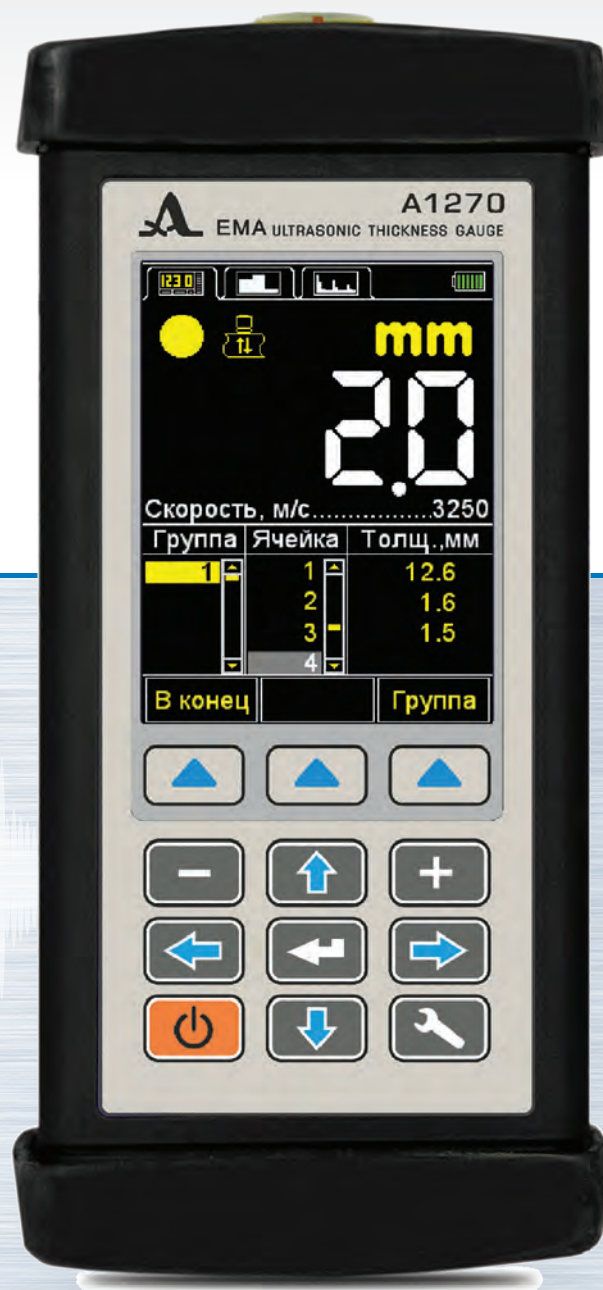 A1270
EMA ULTRASONIC THICKNESS GAUGE
123.0
mm
2.0
Скорость, м/с..................3250
Группа Ячейка Толщ.,мм
1 1 12.6
2 1.6
3 1.5
4
В конец Группа